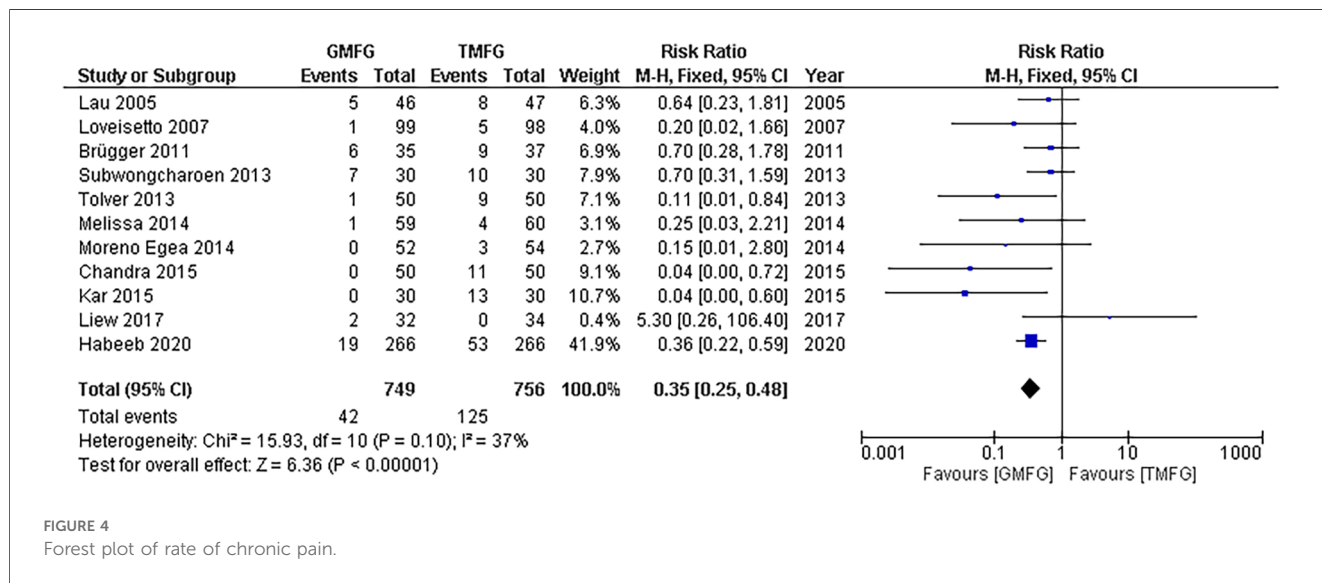 GMFG TMFG Risk Ratio Risk Ratio
Study or Subgroup Events Total Events Total Weight M-H, Fixed, 95% CI Year M-H, Fixed, 95% CI
Lau 2005 5 46 8 47 6.3% 0.64 [0.23, 1.81] 2005
Loveisetto 2007 1 99 5 98 4.0% 0.20 [0.02, 1.66] 2007
Brügger 2011 6 35 9 37 6.9% 0.70 [0.28, 1.78] 2011
Subwongcharoen 2013 7 30 10 30 7.9% 0.70 [0.31, 1.59] 2013
Tolver 2013 1 50 9 50 7.1% 0.11 [0.01, 0.84] 2013
Melissa 2014 1 59 4 60 3.1% 0.25 [0.03, 2.21] 2014
Moreno Egea 2014 0 52 3 54 2.7% 0.15 [0.01, 2.80] 2014
Chandra 2015 0 50 11 50 9.1% 0.04 [0.00, 0.72] 2015
Kar 2015 0 30 13 30 10.7% 0.04 [0.00, 0.60] 2015
Liew 2017 2 32 0 34 0.4% 5.30 [0.26, 106.40] 2017
Habeeb 2020 19 266 53 266 41.9% 0.36 [0.22, 0.59] 2020
Total (95% CI) 749 756 100.0% 0.35 [0.25, 0.48]
Total events 42 125
Heterogeneity: Chi² = 15.93, df = 10 (P = 0.10); I² = 37%
Test for overall effect: Z = 6.36 (P < 0.00001)
0.001 0.1 1 10 1000
Favours [GMFG] Favours [TMFG]
FIGURE 4
Forest plot of rate of chronic pain.